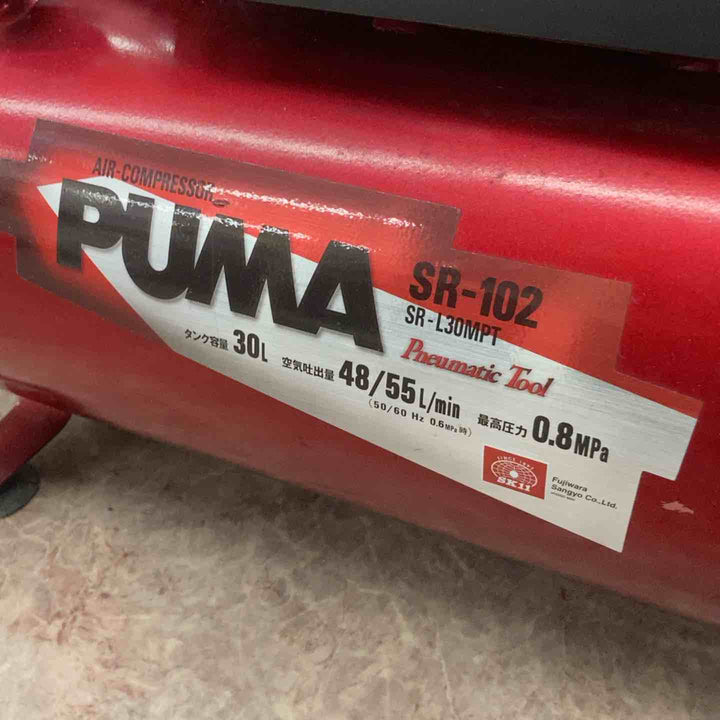 AIR-COMPRESSOR
PUMA
SR-102
SR-L30MPT
Pneumatic Tool
タンク容量 30L
空気吐出量 48/55L/min
(50/60 Hz 0.6MPa時)
最高圧力 0.8MPa
SK11
Fujiwara
Sangyo Co.,Ltd.